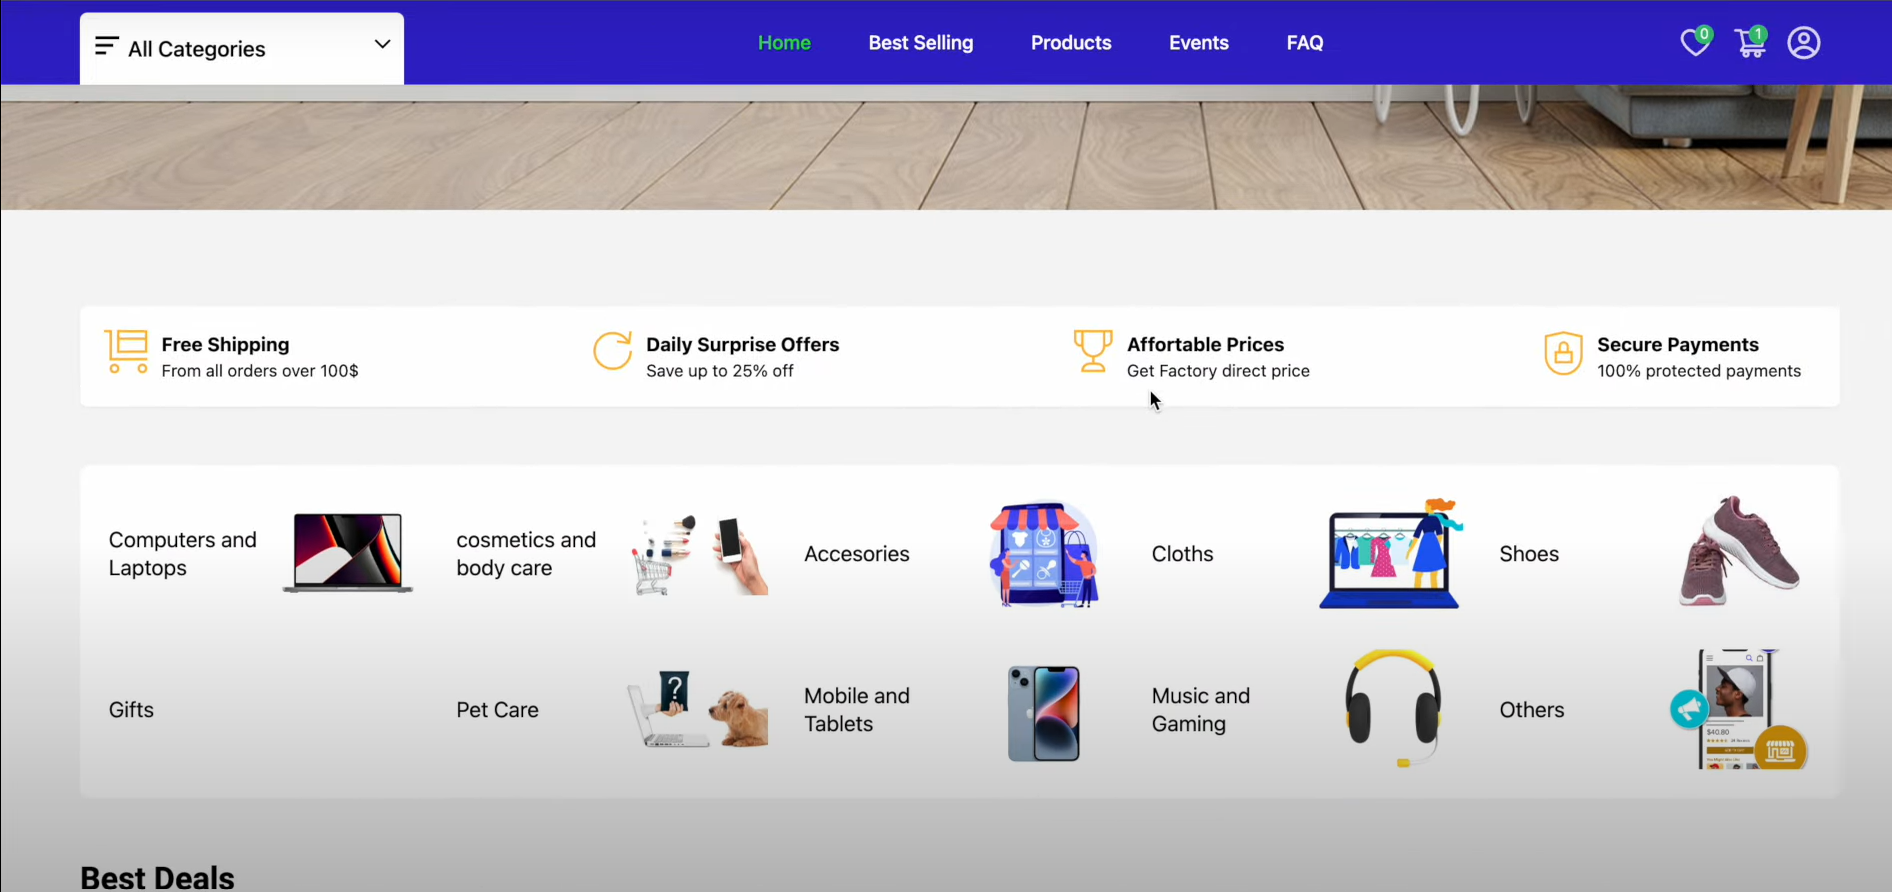 All Categories
Home
Best Selling
Products
Events
FAQ
0
1
Free Shipping
From all orders over 100$
Daily Surprise Offers
Save up to 25% off
Affortable Prices
Get Factory direct price
Secure Payments
100% protected payments
Computers and
Laptops
cosmetics and
body care
Accesories
Cloths
Shoes
Gifts
Pet Care
?
Mobile and
Tablets
Music and
Gaming
Others
$40.80
Best Deals